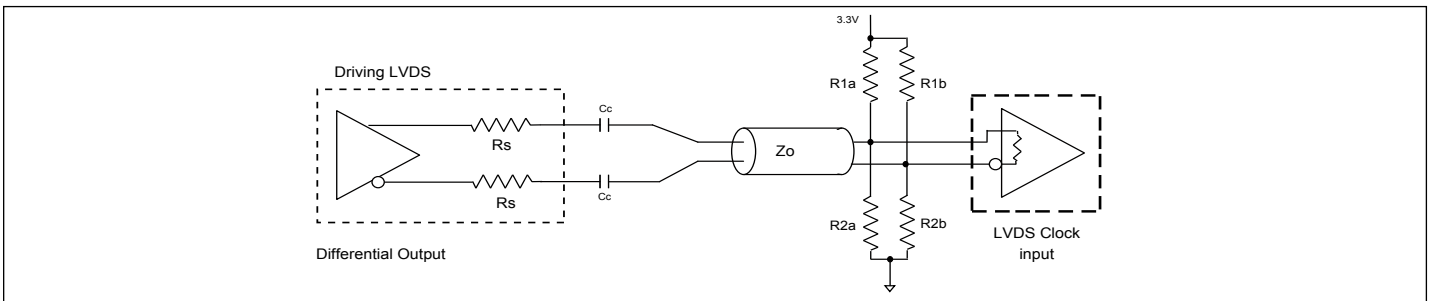 3.3V
Driving LVDS
R1a
R1b
Cc
Rs
Zo
Cc
Rs
R2a
R2b
LVDS Clock
input
Differential Output